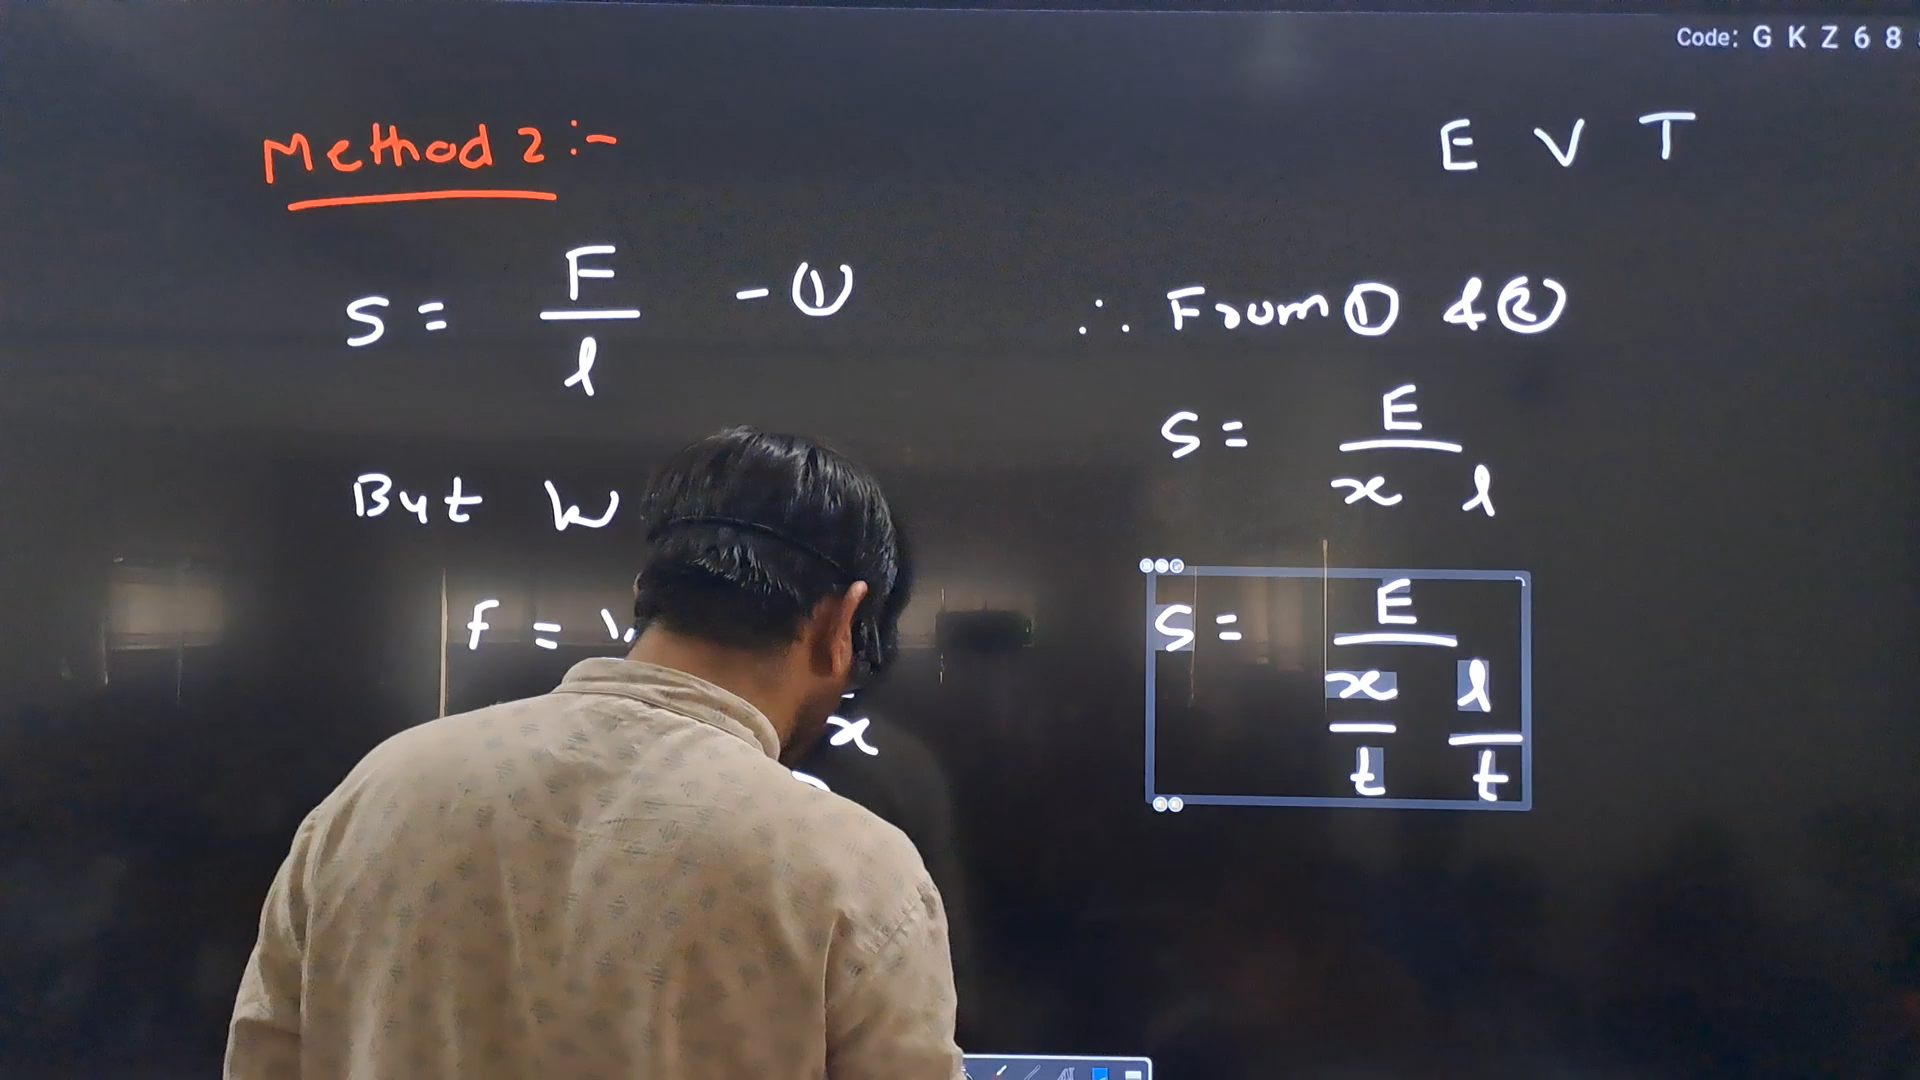 Code: G K Z 6 8
Method 2:-
E V T
S = F / l - ①
But W
f =
x
∴ From ① & ②
S = E / x l
S = E / x/t l/t